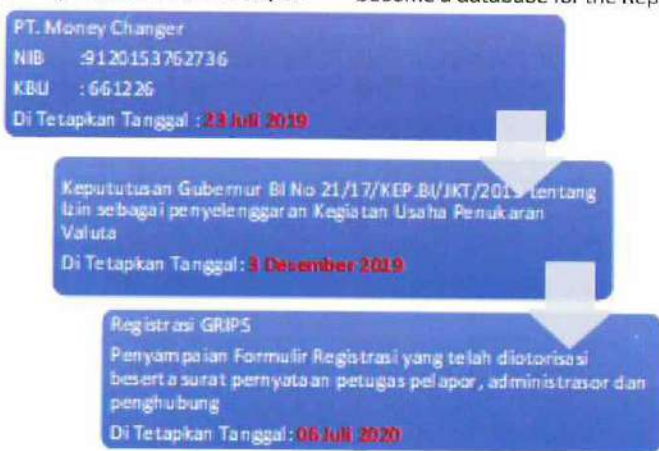 become a database for the Rep
PT. Money Changer
NIB :9120153762736
KBLI : 661226
Di Tetapkan Tanggal : 23 Juli 2019
Kepututusan Gubernur BI No 21/17/KEP.BI/JKT/2019 tentang
Izin sebagai penyelenggaran Kegiatan Usaha Penukaran
Valuta
Di Tetapkan Tanggal: 3 Desember 2019
Registrasi GRIPS
Penyampaian Formulir Registrasi yang telah diotorisasi
beserta surat pernyataan petugas pelapor, administrasor dan
penghubung
Di Tetapkan Tanggal: 06 Juli 2020